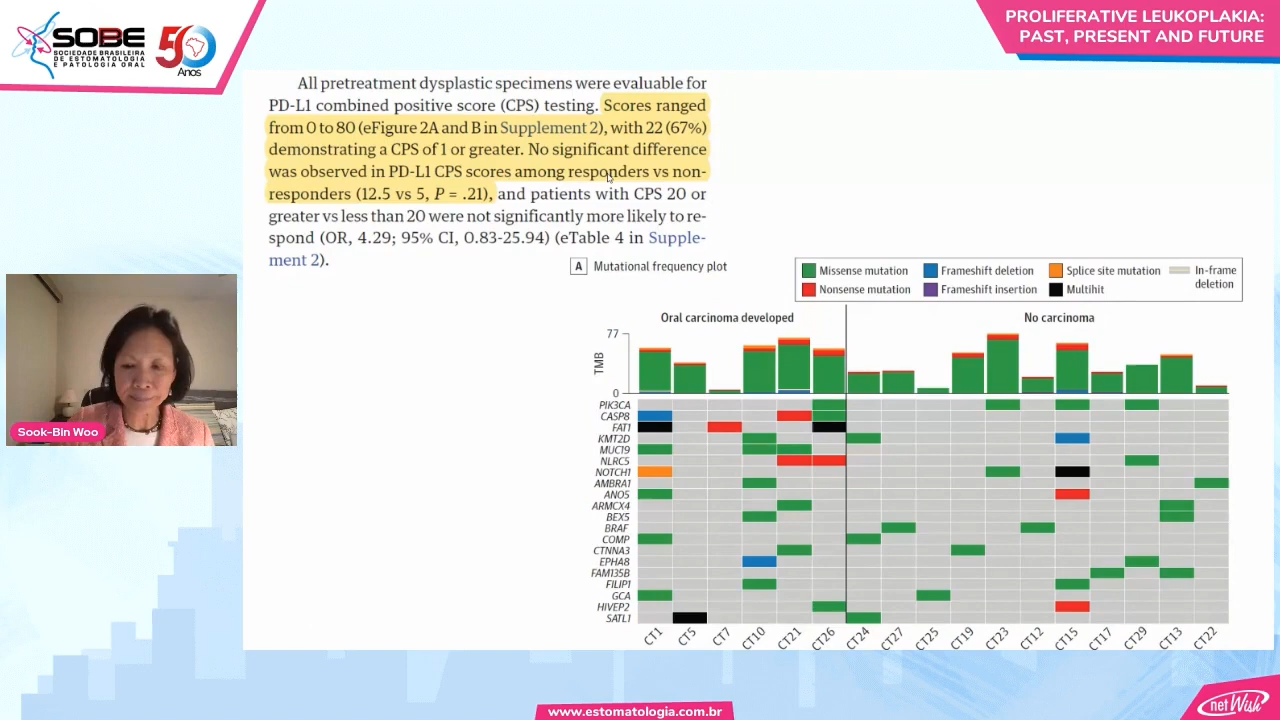 SOBE
SOCIEDADE BRASILEIRA
DE ESTOMATOLOGIA
E PATOLOGIA ORAL
50
Anos
PROLIFERATIVE LEUKOPLAKIA:
PAST, PRESENT AND FUTURE
All pretreatment dysplastic specimens were evaluable for
PD-L1 combined positive score (CPS) testing. Scores ranged
from 0 to 80 (eFigure 2A and B in Supplement 2), with 22 (67%)
demonstrating a CPS of 1 or greater. No significant difference
was observed in PD-L1 CPS scores among responders vs non-
responders (12.5 vs 5, P = .21), and patients with CPS 20 or
greater vs less than 20 were not significantly more likely to re-
spond (OR, 4.29; 95% CI, 0.83-25.94) (eTable 4 in Supple-
ment 2).
A Mutational frequency plot
Missense mutation
Frameshift deletion
Splice site mutation
In-frame
deletion
Nonsense mutation
Frameshift insertion
Multihit
Oral carcinoma developed
No carcinoma
77
TMB
0
PIK3CA
CASP8
FAT1
KMT2D
MUC19
NLRC5
NOTCH1
AMBRA1
ANO5
ARMCX4
BEX5
BRAF
COMP
CTNNA3
EPHA8
FAM135B
FILIP1
GCA
HIVEP2
SATL1
CT1 CT5 CT7 CT10 CT21 CT26 CT24 CT27 CT25 CT19 CT23 CT12 CT15 CT17 CT29 CT13 CT22
Sook-Bin Woo
www.estomatologia.com.br
netWish